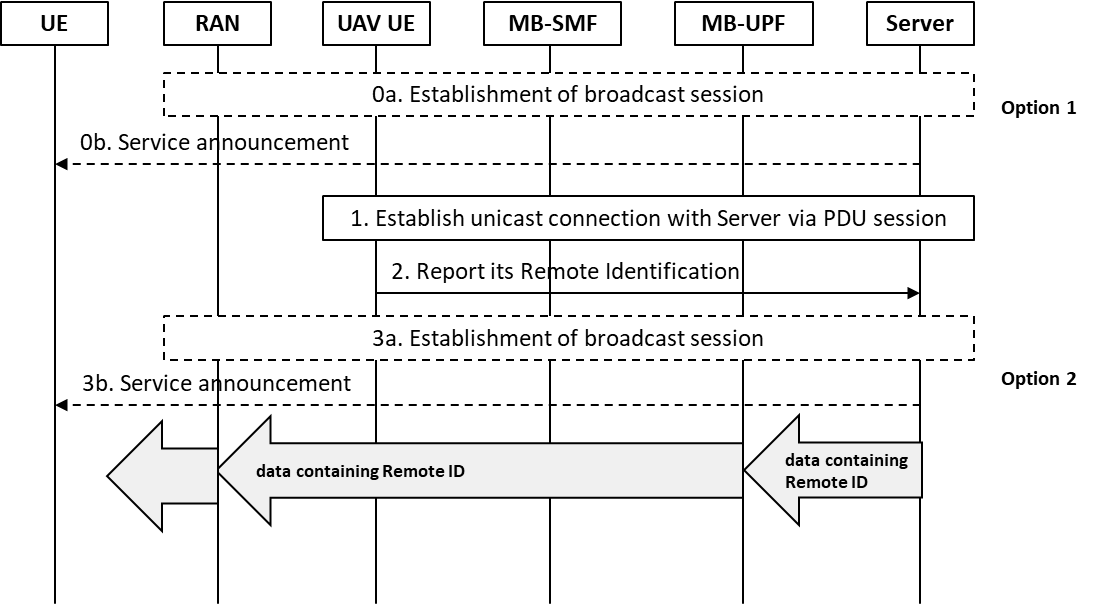 UE
RAN
UAV UE
MB-SMF
MB-UPF
Server
0a. Establishment of broadcast session
Option 1
0b. Service announcement
1. Establish unicast connection with Server via PDU session
2. Report its Remote Identification
3a. Establishment of broadcast session
Option 2
3b. Service announcement
data containing Remote ID
data containing
Remote ID